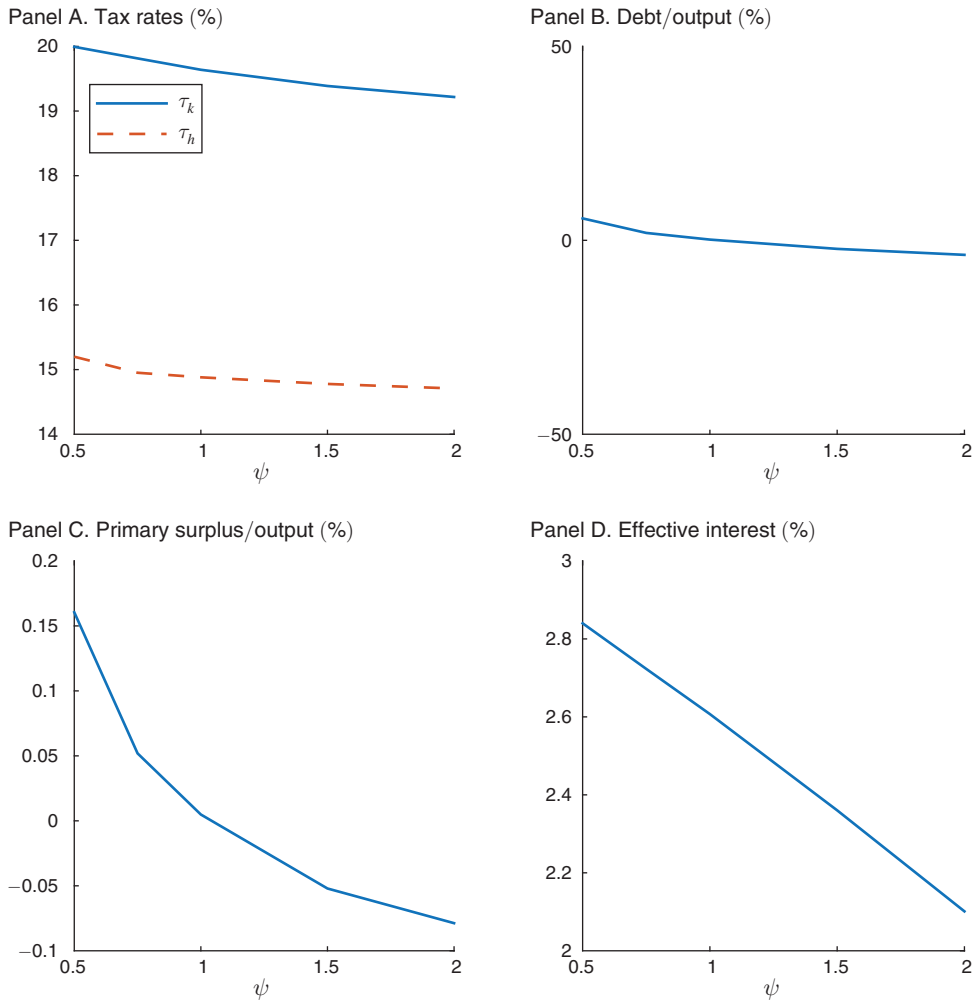 Panel A. Tax rates (%)
20
19
18
17
16
15
14
τk
τh
0.5 1 1.5 2
ψ
Panel B. Debt/output (%)
50
0
−50
0.5 1 1.5 2
ψ
Panel C. Primary surplus/output (%)
0.2
0.15
0.1
0.05
0
−0.05
−0.1
0.5 1 1.5 2
ψ
Panel D. Effective interest (%)
3
2.8
2.6
2.4
2.2
2
0.5 1 1.5 2
ψ